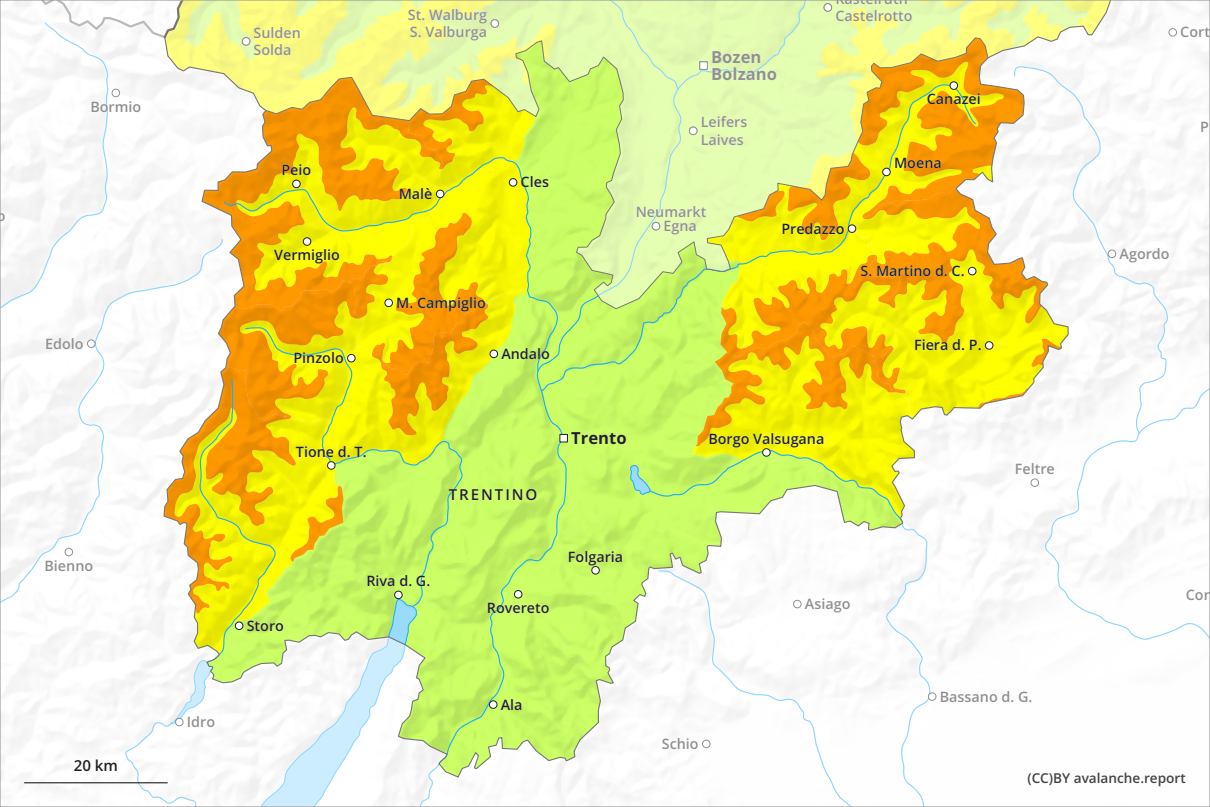 Kastelruth
Castelrotto
St. Walburg
S. Valburga
Sulden
Solda
Cort
Bozen
Bolzano
Bormio
Canazei
Leifers
Laives
P
Moena
Peio
Malè
Cles
Neumarkt
Egna
Predazzo
Vermiglio
Agordo
S. Martino d. C.
M. Campiglio
Edolo
Pinzolo
Andalo
Fiera d. P.
Trento
Borgo Valsugana
Tione d. T.
Feltre
TRENTINO
Bienno
Folgaria
Riva d. G.
Rovereto
Asiago
Cor
Storo
Bassano d. G.
Ala
Idro
Schio
20 km
(CC)BY avalanche.report